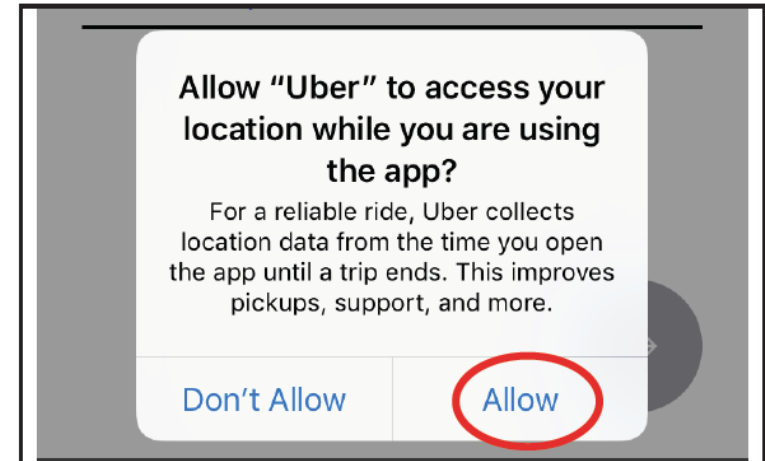 Allow “Uber” to access your
location while you are using
the app?
For a reliable ride, Uber collects
location data from the time you open
the app until a trip ends. This improves
pickups, support, and more.
Don’t Allow
Allow